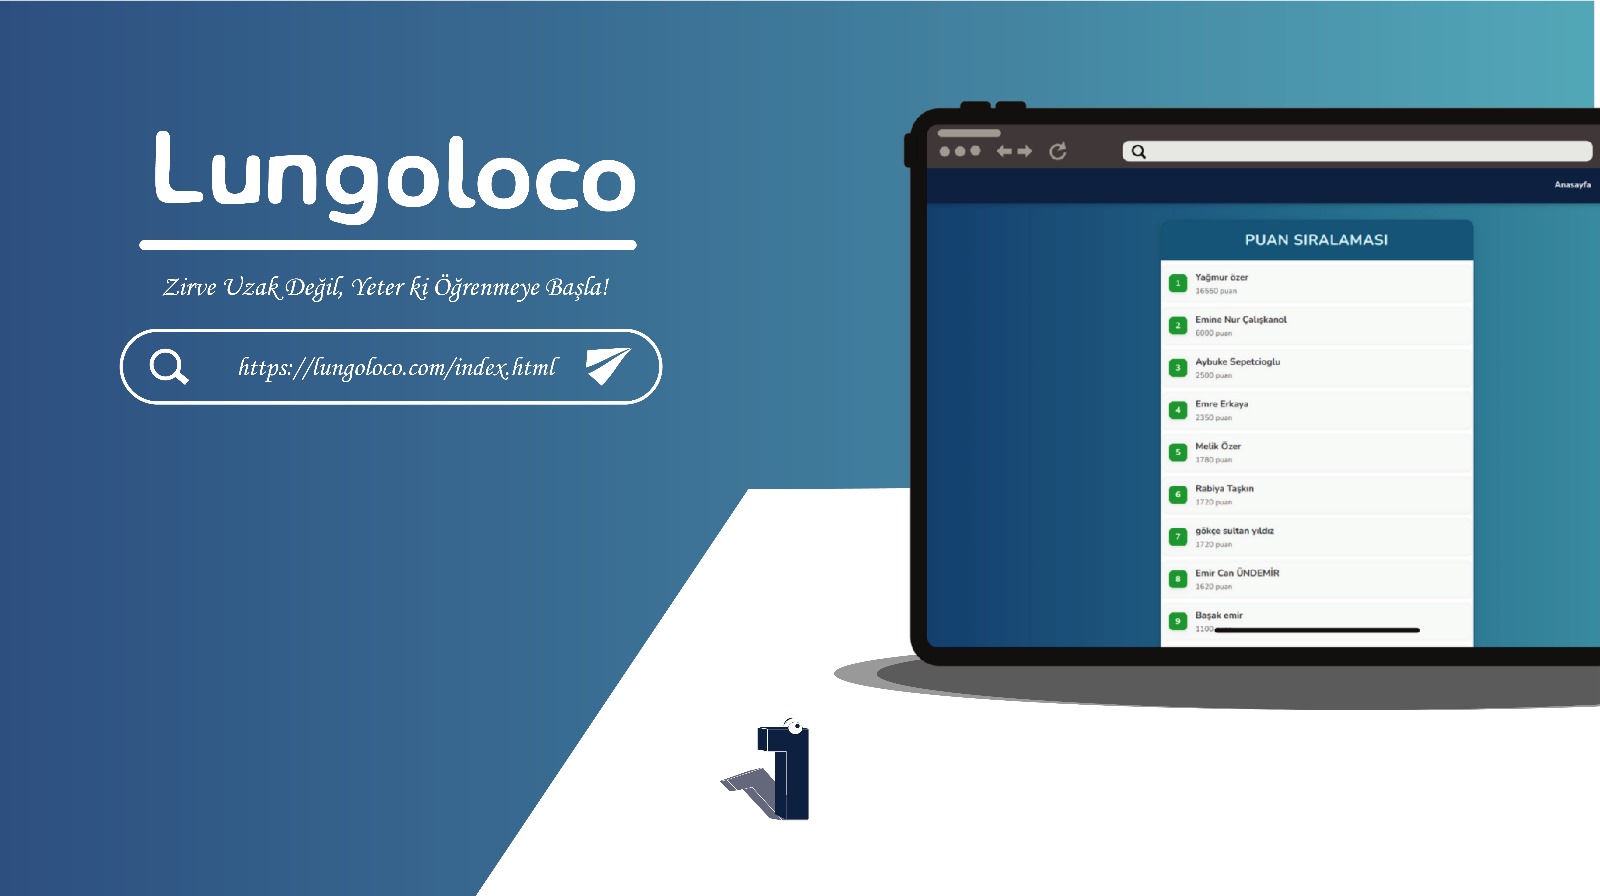 Lungoloco
Zirve Uzak Değil, Yeter ki Öğrenmeye Başla!
https://lungoloco.com/index.html
Anasayfa
PUAN SIRALAMASI
1 Yağmur özer
16550 puan
2 Emine Nur Çalışkanol
6000 puan
3 Aybuke Sepetcioglu
2500 puan
4 Emre Erkaya
2350 puan
5 Melik Özer
1780 puan
6 Rabiya Taşkın
1720 puan
7 gökçe sultan yıldız
1720 puan
8 Emir Can ÜNDEMİR
1620 puan
9 Başak emir
1100